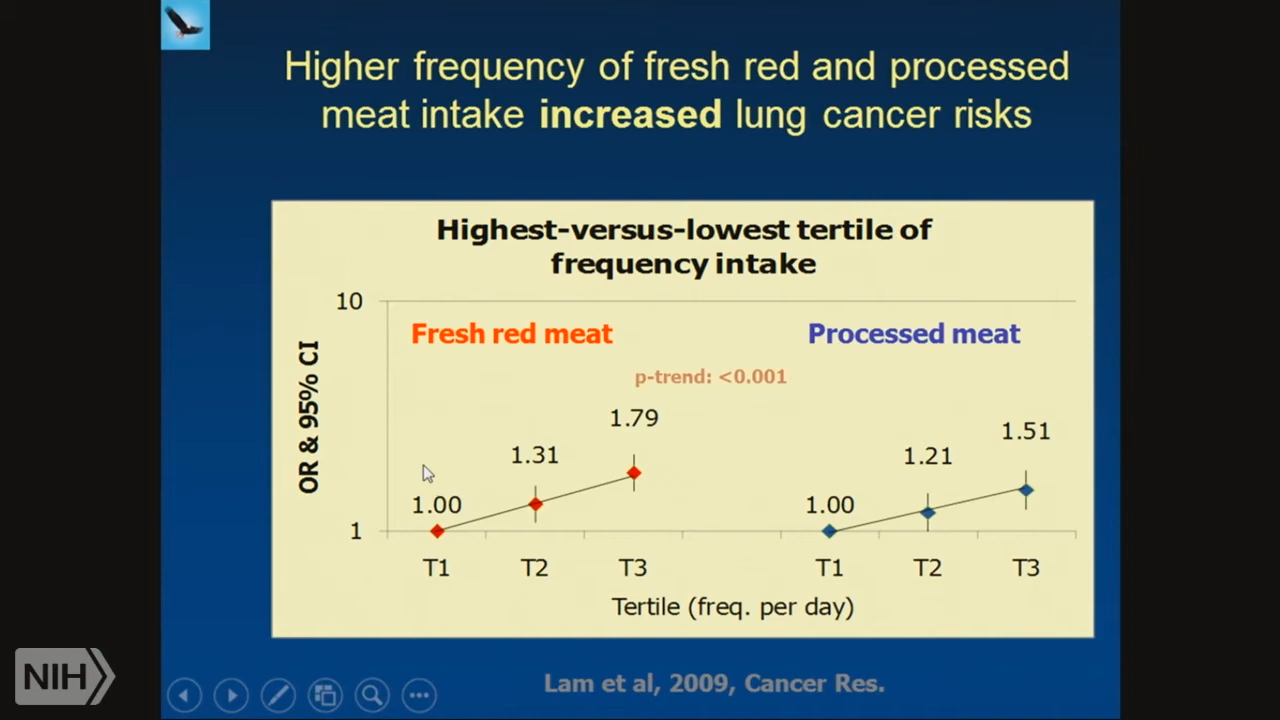 Higher frequency of fresh red and processed
meat intake increased lung cancer risks
Highest-versus-lowest tertile of
frequency intake
10
Fresh red meat
Processed meat
OR & 95% CI
p-trend: <0.001
1.79
1.51
1.31
1.21
1.00
1.00
1
T1 T2 T3 T1 T2 T3
Tertile (freq. per day)
Lam et al, 2009, Cancer Res.
NIH